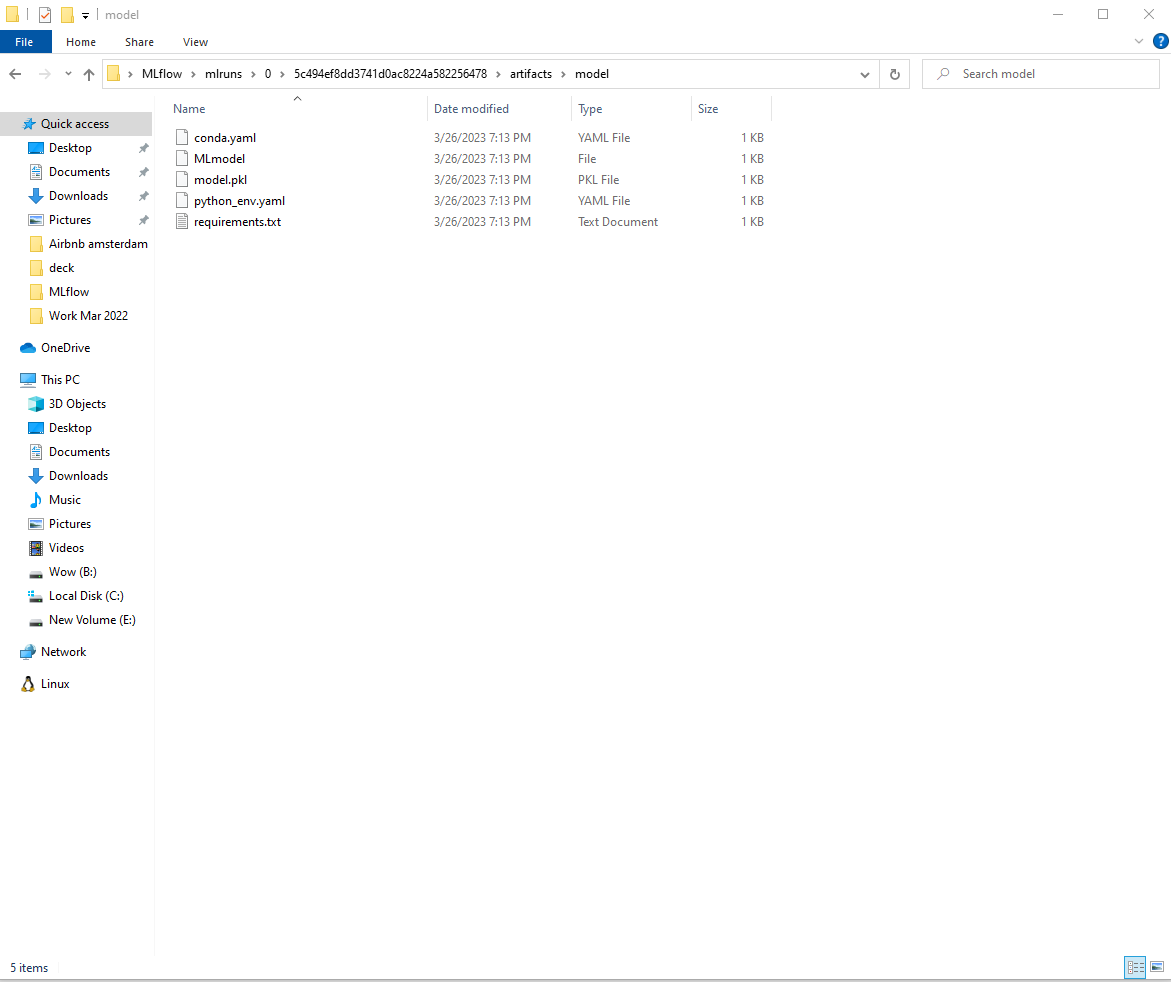 model
File Home Share View
?
MLflow mlruns 0 5c494ef8dd3741d0ac8224a582256478 artifacts model
Search model
Name Date modified Type Size
conda.yaml 3/26/2023 7:13 PM YAML File 1 KB
MLmodel 3/26/2023 7:13 PM File 1 KB
model.pkl 3/26/2023 7:13 PM PKL File 1 KB
python_env.yaml 3/26/2023 7:13 PM YAML File 1 KB
requirements.txt 3/26/2023 7:13 PM Text Document 1 KB
Quick access
Desktop
Documents
Downloads
Pictures
Airbnb amsterdam
deck
MLflow
Work Mar 2022
OneDrive
This PC
3D Objects
Desktop
Documents
Downloads
Music
Pictures
Videos
Wow (B:)
Local Disk (C:)
New Volume (E:)
Network
Linux
5 items